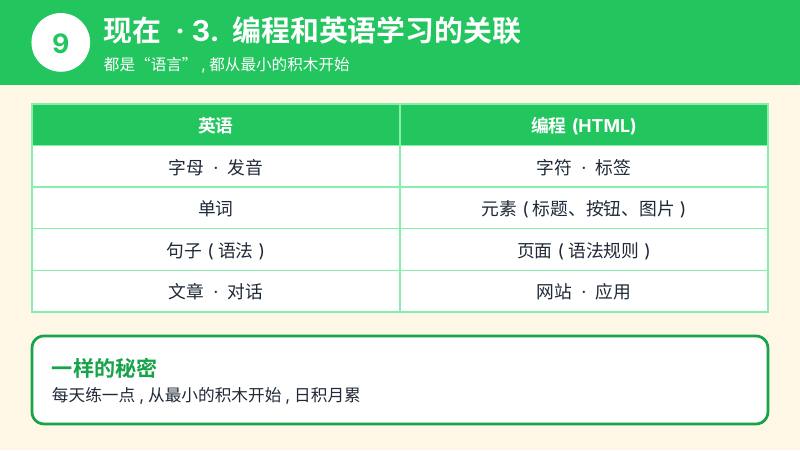 9
现在 · 3. 编程和英语学习的关联
都是“语言”, 都从最小的积木开始
英语 编程 (HTML)
字母 · 发音 字符 · 标签
单词 元素 ( 标题、按钮、图片 )
句子 ( 语法 ) 页面 ( 语法规则 )
文章 · 对话 网站 · 应用
一样的秘密
每天练一点 , 从最小的积木开始 , 日积月累